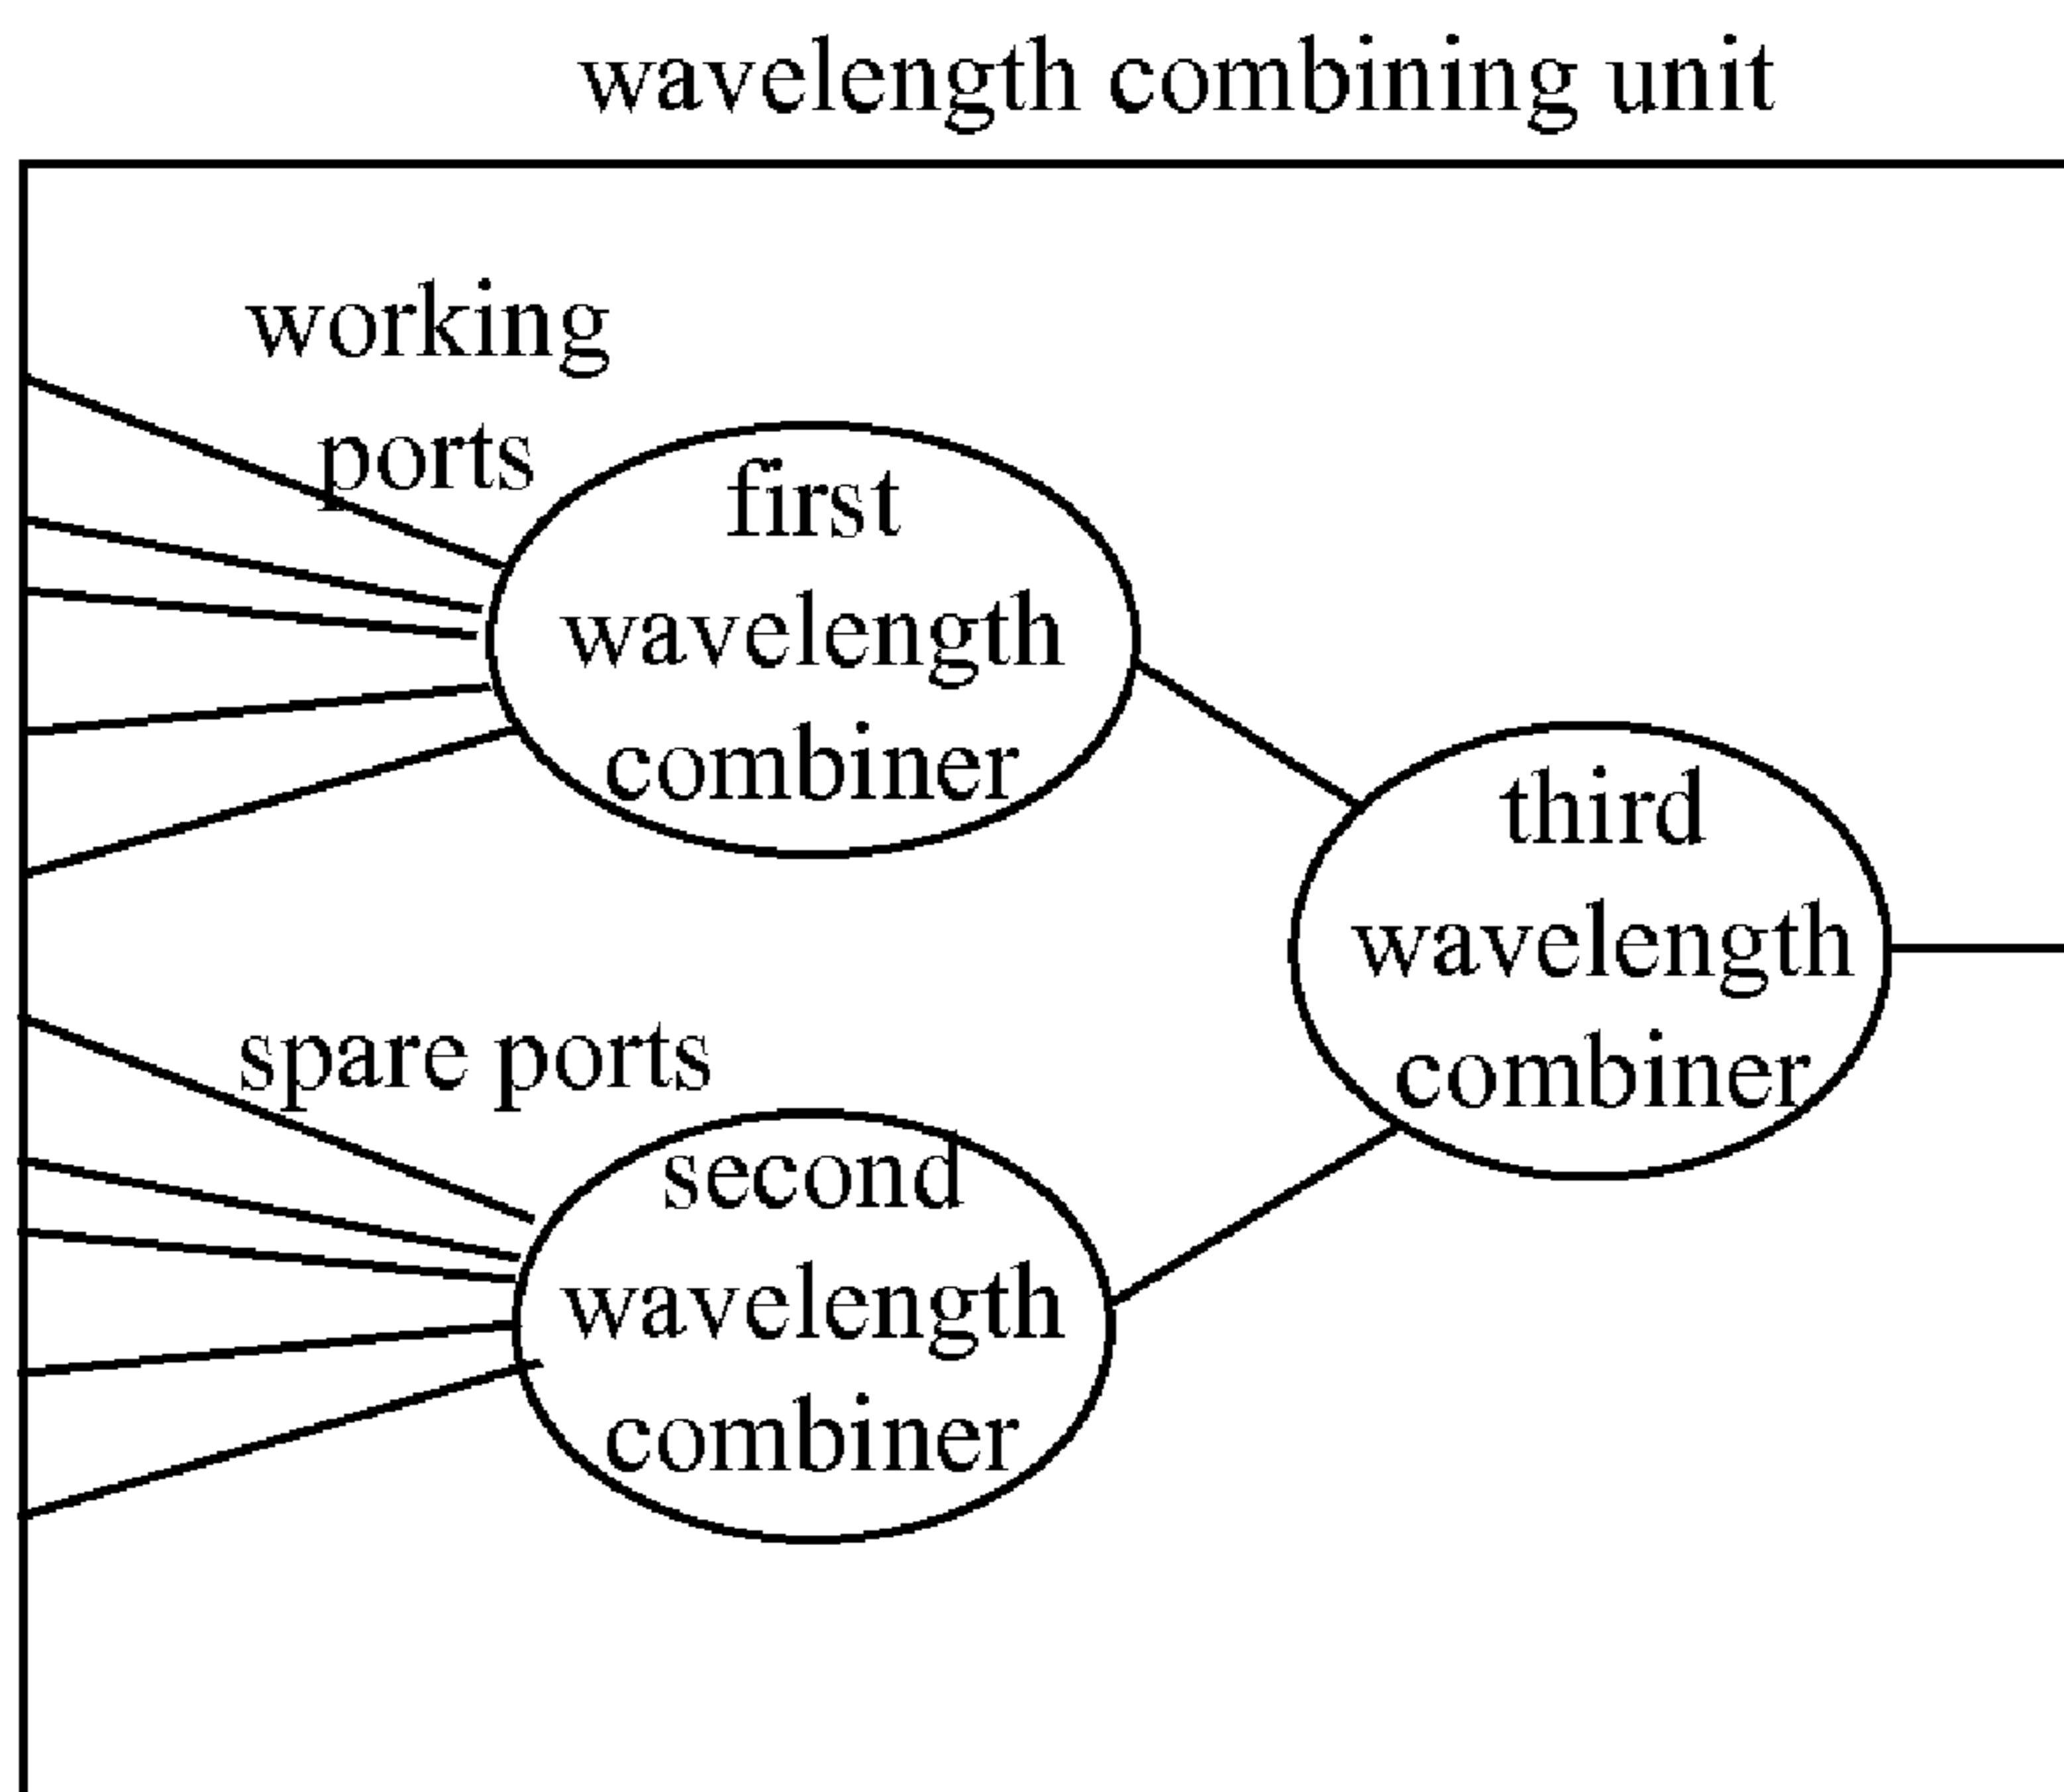 wavelength combining unit
working
ports
first
wavelength
combiner
third
wavelength
combiner
spare ports
second
wavelength
combiner